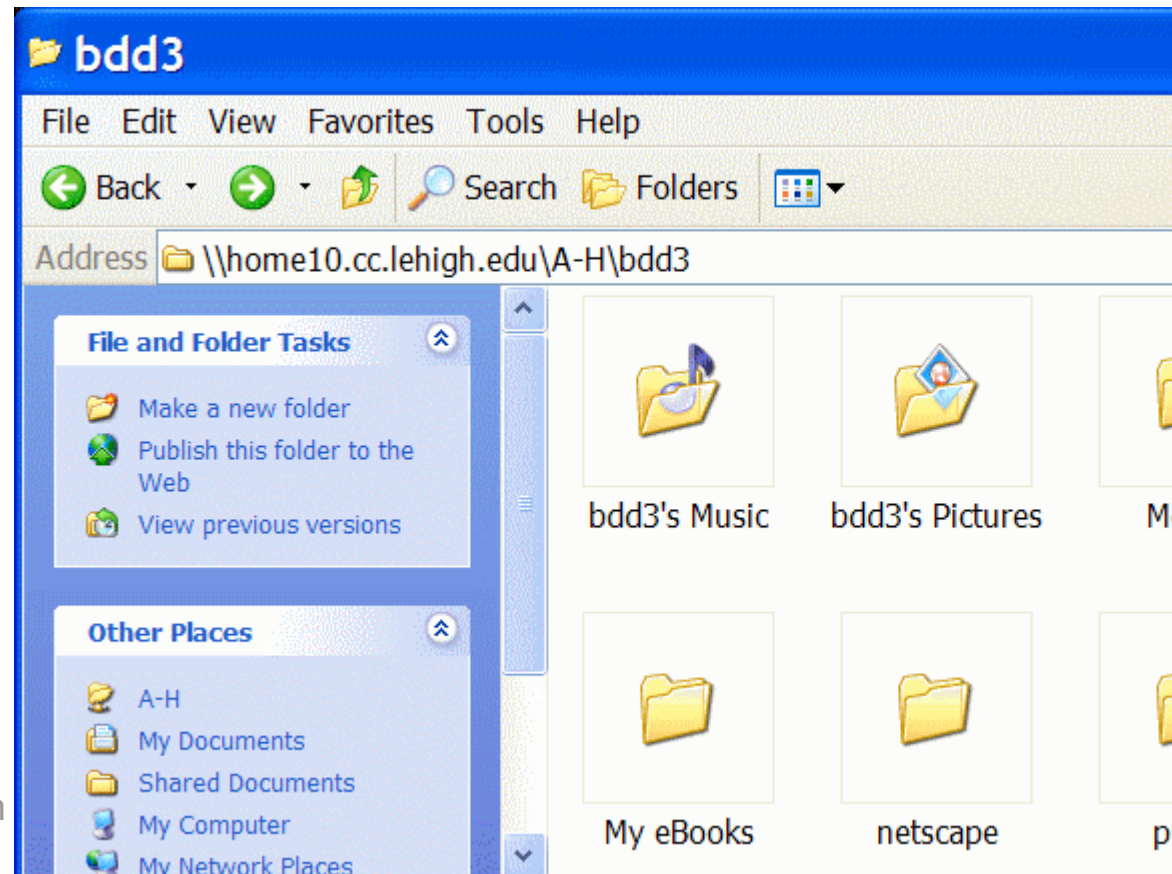 bdd3
File Edit View Favorites Tools Help
Back Search Folders
Address \\home10.cc.lehigh.edu\A-H\bdd3
File and Folder Tasks
Make a new folder
Publish this folder to the
Web
View previous versions
Other Places
A-H
My Documents
Shared Documents
My Computer
My Network Places
bdd3's Music bdd3's Pictures
My eBooks netscape